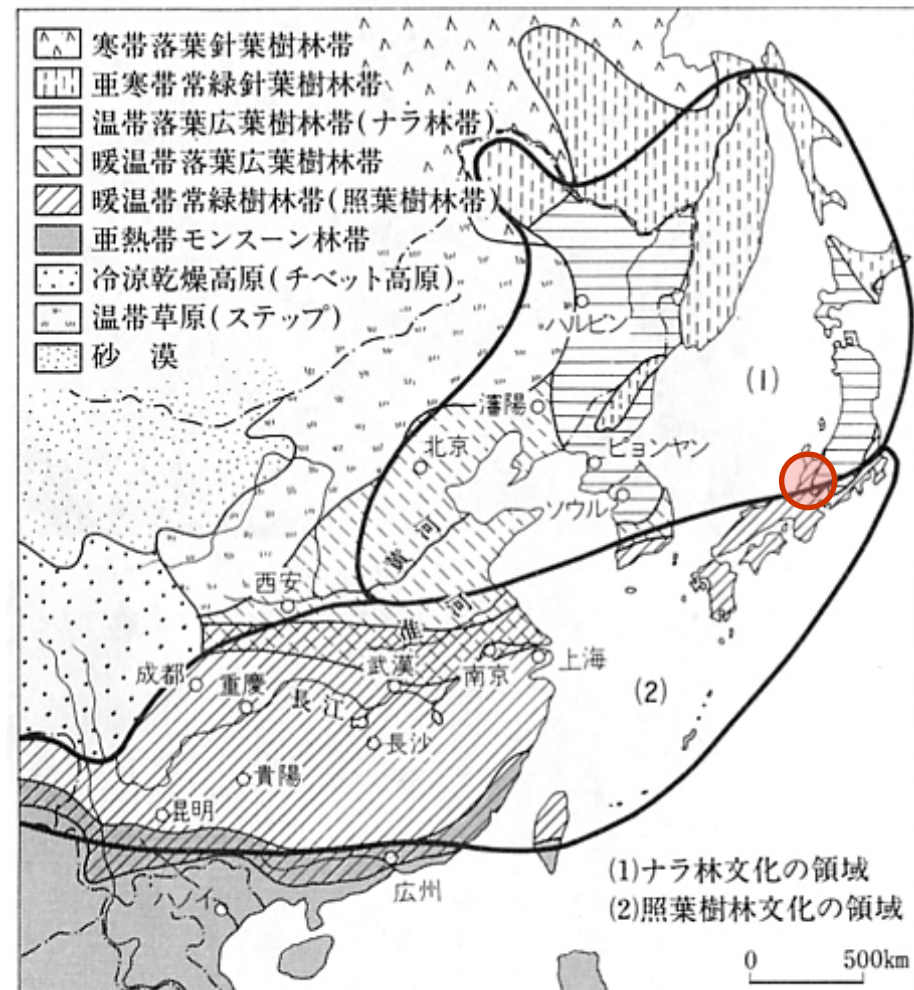 寒帯落葉針葉樹林帯
亜寒帯常緑針葉樹林帯
温帯落葉広葉樹林帯(ナラ林帯)
暖温帯落葉広葉樹林帯
暖温帯常緑樹林帯(照葉樹林帯)
亜熱帯モンスーン林帯
冷涼乾燥高原(チベット高原)
温帯草原(ステップ)
砂漠
ハルビン
(1)
瀋陽
北京
ピョンヤン
ソウル
黄河
西安
淮河
成都
重慶
武漢
南京
上海
長江
(2)
長沙
貴陽
昆明
広州
ハノイ
(1)ナラ林文化の領域
(2)照葉樹林文化の領域
0 500km